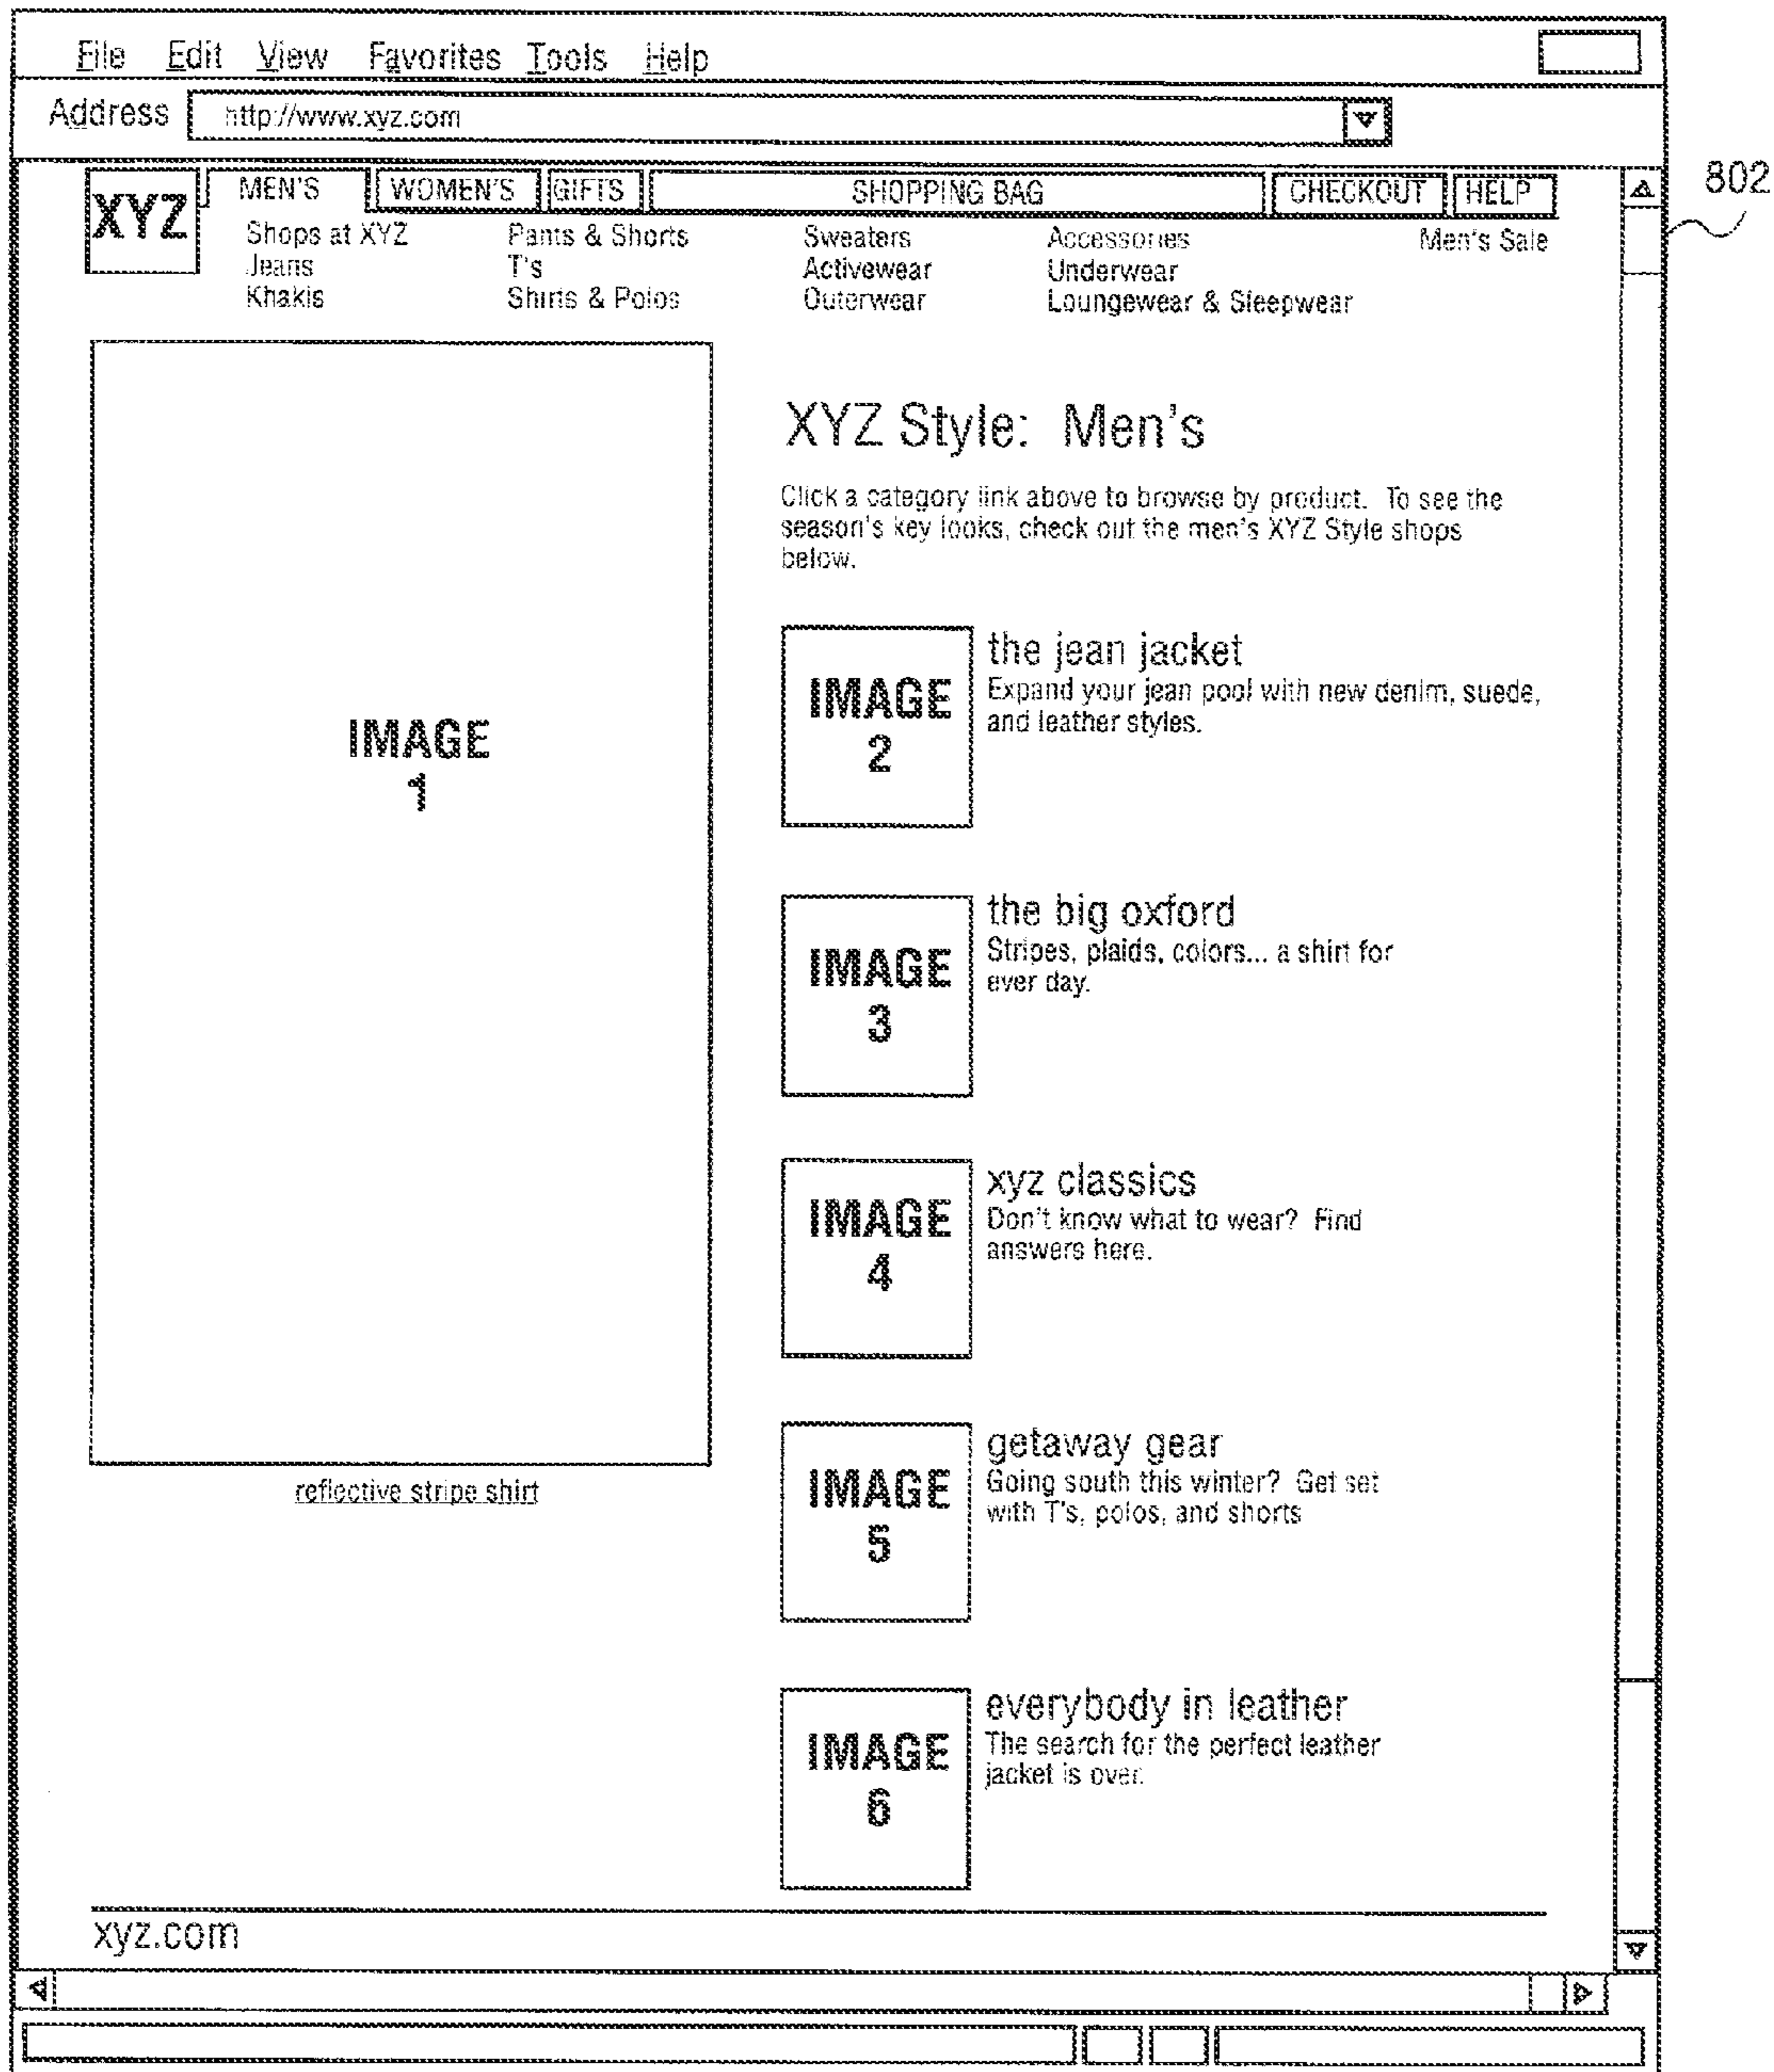 File Edit View Favorites Tools Help
Address http://www.xyz.com
802
XYZ MEN'S WOMEN'S GIFTS SHOPPING BAG CHECKOUT HELP
Shops at XYZ Pants & Shorts Sweaters Accessories Men's Sale
Jeans T's Activewear Underwear
Khakis Shirts & Polos Outerwear Loungewear & Sleepwear
IMAGE
1
reflective stripe shirt
XYZ Style: Men's
Click a category link above to browse by product. To see the
season's key looks, check out the men's XYZ Style shops
below.
IMAGE
2
the jean jacket
Expand your jean pool with new denim, suede,
and leather styles.
IMAGE
3
the big oxford
Stripes, plaids, colors... a shirt for
ever day.
IMAGE
4
xyz classics
Don't know what to wear? Find
answers here.
IMAGE
5
getaway gear
Going south this winter? Get set
with T's, polos, and shorts
IMAGE
6
everybody in leather
The search for the perfect leather
jacket is over.
xyz.com